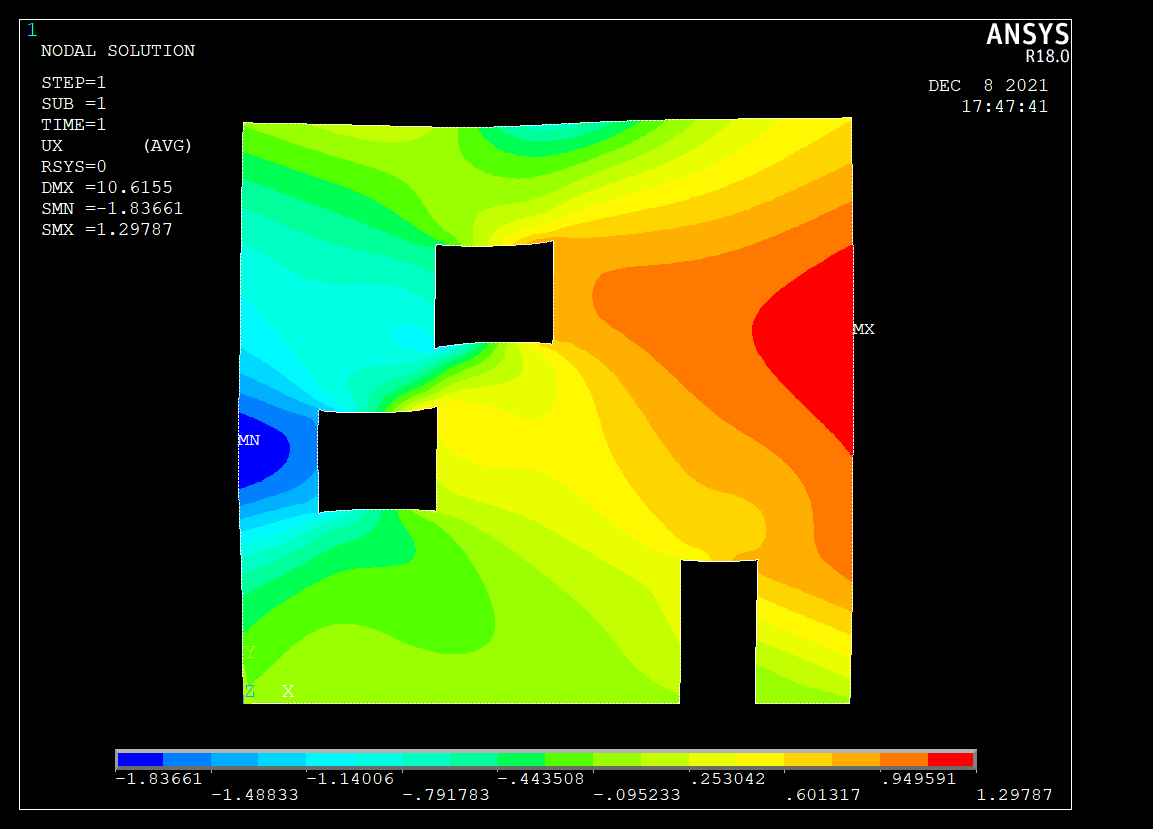 1
ANSYS
R18.0
NODAL SOLUTION
STEP=1
SUB =1
TIME=1
UX (AVG)
RSYS=0
DMX =10.6155
SMN =-1.83661
SMX =1.29787
DEC 8 2021
17:47:41
MX
MN
Y
Z X
-1.83661 -1.14006 -.443508 .253042 .949591
-1.48833 -.791783 -.095233 .601317 1.29787